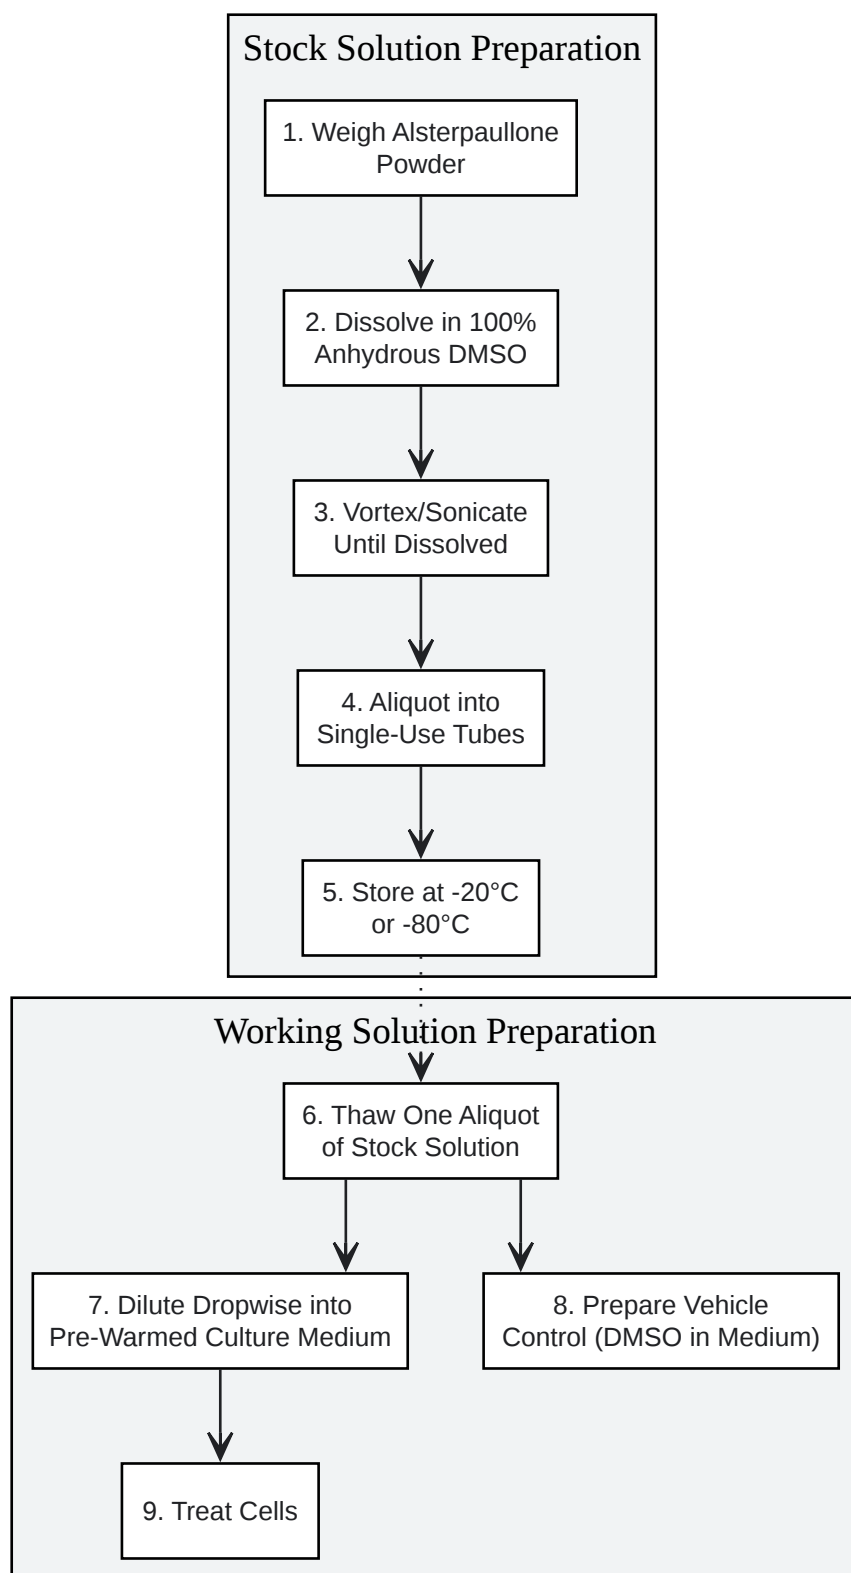 Stock Solution Preparation
1. Weigh Alsterpaullone
Powder
2. Dissolve in 100%
Anhydrous DMSO
3. Vortex/Sonicate
Until Dissolved
4. Aliquot into
Single-Use Tubes
5. Store at -20°C
or -80°C
Working Solution Preparation
6. Thaw One Aliquot
of Stock Solution
7. Dilute Dropwise into
Pre-Warmed Culture Medium
8. Prepare Vehicle
Control (DMSO in Medium)
9. Treat Cells